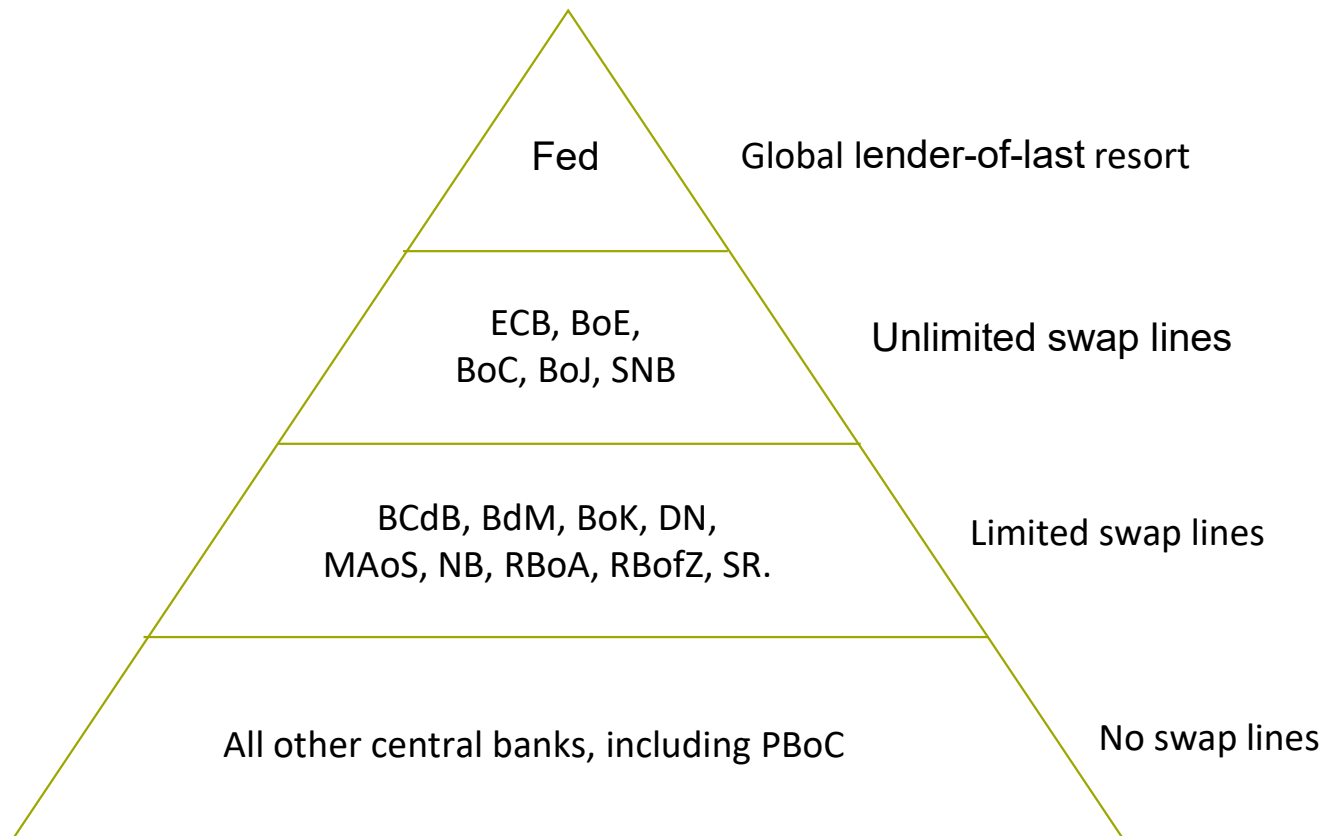 Fed
Global lender-of-last resort
ECB, BoE,
BoC, BoJ, SNB
Unlimited swap lines
BCdB, BdM, BoK, DN,
MAoS, NB, RBoA, RBofZ, SR.
Limited swap lines
All other central banks, including PBoC
No swap lines